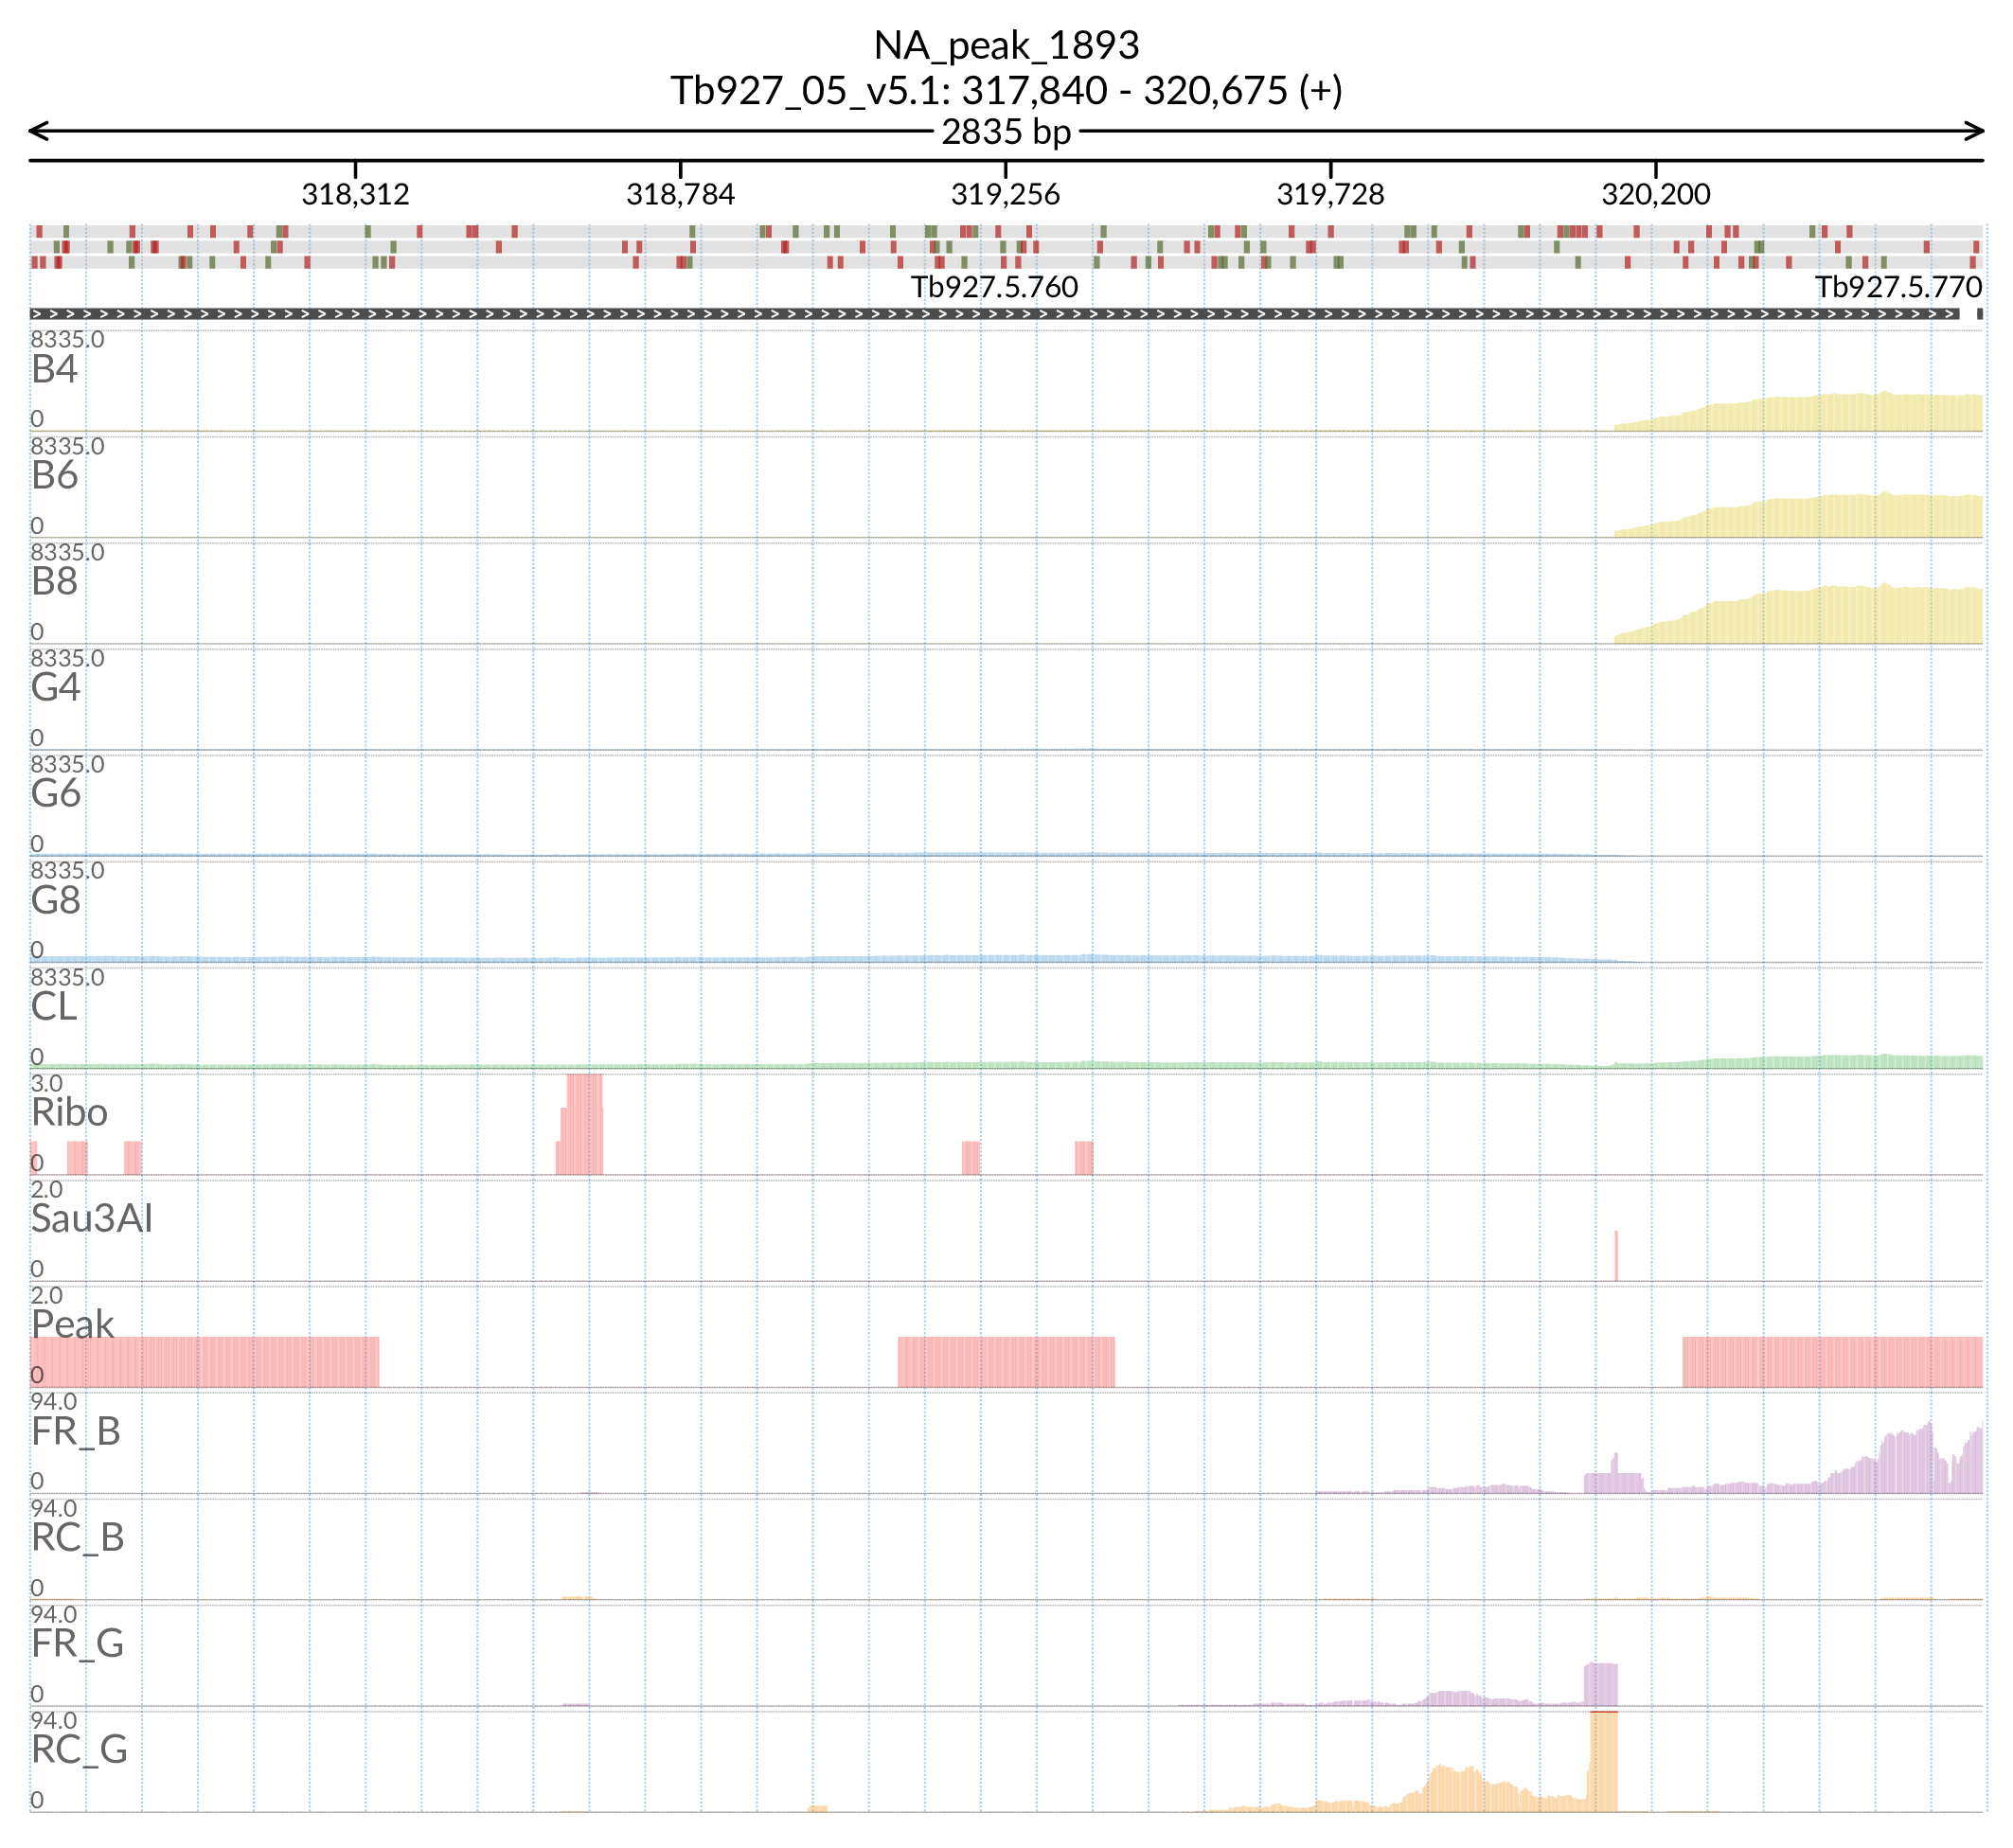 NA_peak_1893
Tb927_05_v5.1: 317,840 - 320,675 (+)
2835 bp
318,312 318,784 319,256 319,728 320,200
Tb927.5.760 Tb927.5.770
8335.0
B4
0
8335.0
B6
0
8335.0
B8
0
8335.0
G4
0
8335.0
G6
0
8335.0
G8
0
8335.0
CL
0
3.0
Ribo
0
2.0
Sau3AI
0
2.0
Peak
0
94.0
FR_B
0
94.0
RC_B
0
94.0
FR_G
0
94.0
RC_G
0